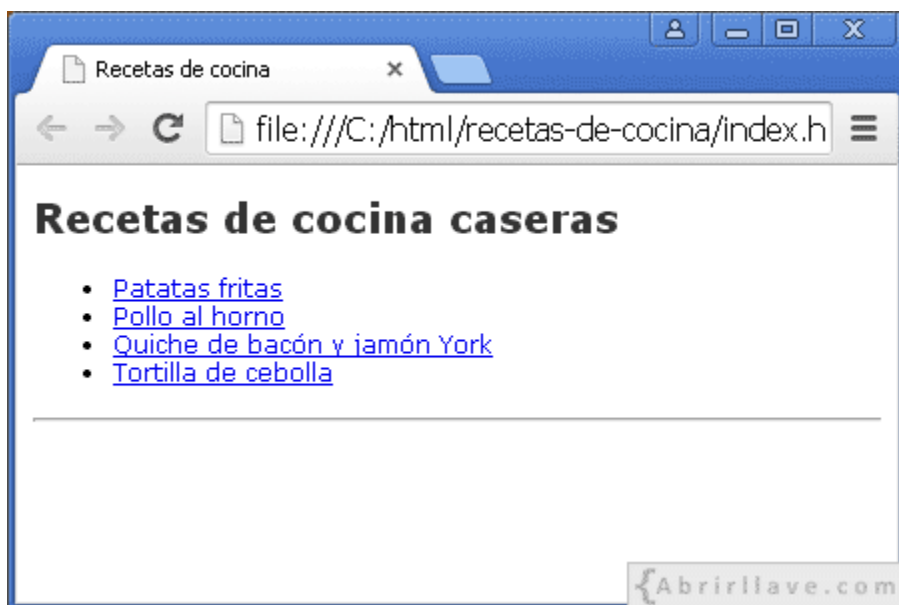 Recetas de cocina
file:///C:/html/recetas-de-cocina/index.h
Recetas de cocina caseras
Patatas fritas
Pollo al horno
Quiche de bacón y jamón York
Tortilla de cebolla
{Abrirllave.com